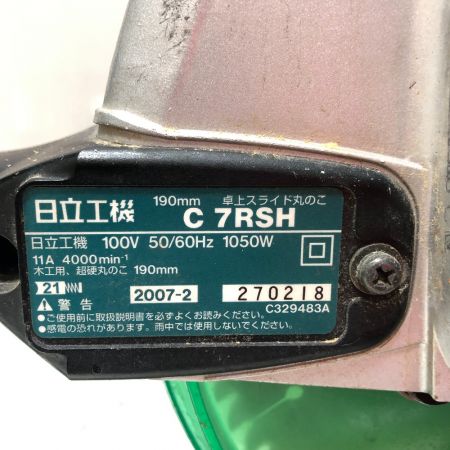 190mm 卓上スライド丸のこ
日立工機 C 7RSH
日立工機 100V 50/60Hz 1050W
11A 4000min⁻¹
木工用、超硬丸のこ 190mm
21
2007-2 270218
警告 C329483A
●ご使用前に取扱説明書を必ずよくお読みください。
●感電の恐れがあります。雨中では使用しないでください。